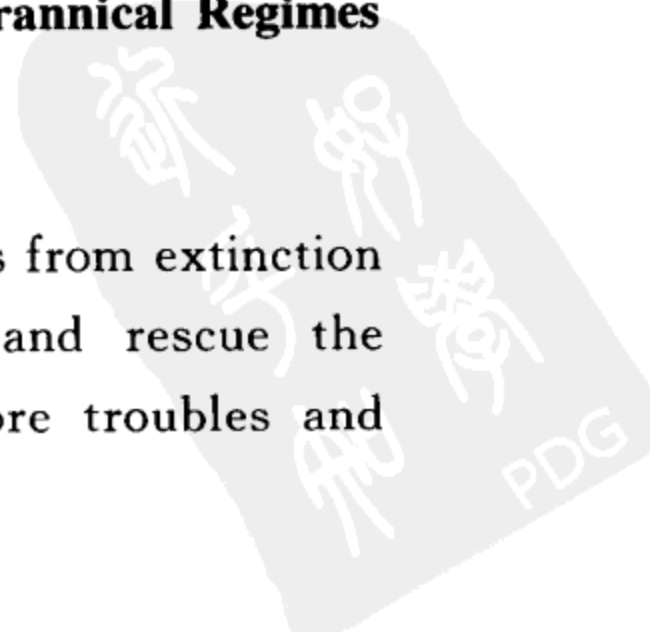 rannical Regimes
s from extinction
and rescue the
ore troubles and
PDG